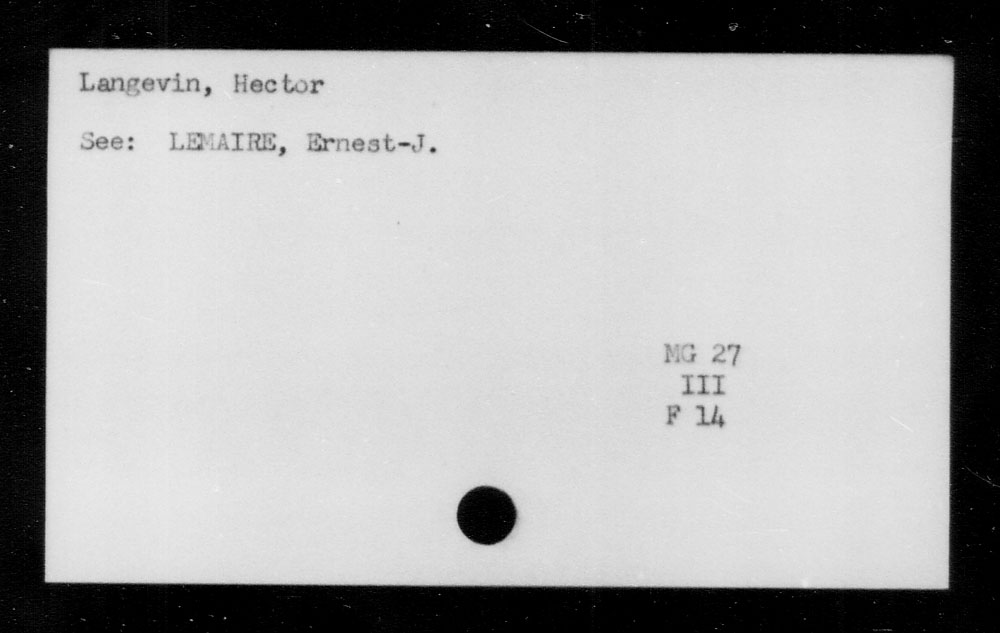 Langevin, Hector
See: LEMAIRE, Ernest-J.
MG 27
III
F 14